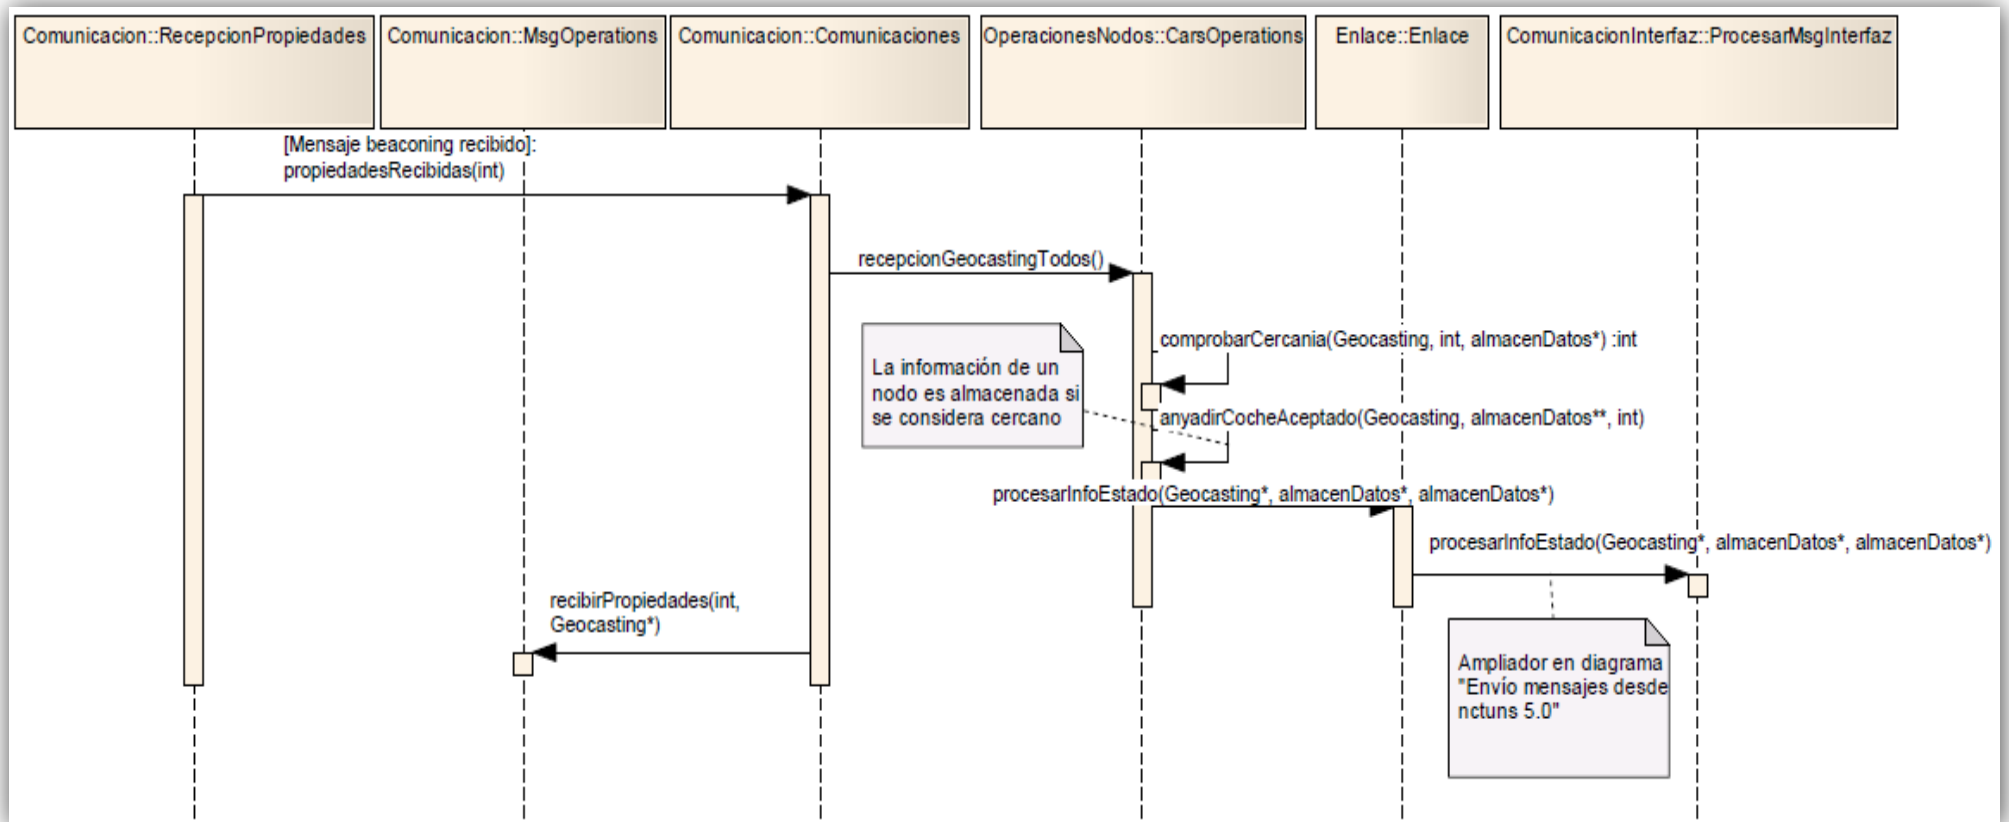 Comunicacion::RecepcionPropiedades
Comunicacion::MsgOperations
Comunicacion::Comunicaciones
OperacionesNodos::CarsOperations
Enlace::Enlace
ComunicacionInterfaz::ProcesarMsgInterfaz
[Mensaje beaconing recibido]:
propiedadesRecibidas(int)
recepcionGeocastingTodos()
comprobarCercania(Geocasting, int, almacenDatos*) :int
La información de un
nodo es almacenada si
se considera cercano
anyadirCocheAceptado(Geocasting, almacenDatos**, int)
procesarInfoEstado(Geocasting*, almacenDatos*, almacenDatos*)
procesarInfoEstado(Geocasting*, almacenDatos*, almacenDatos*)
recibirPropiedades(int,
Geocasting*)
Ampliador en diagrama
"Envío mensajes desde
nctuns 5.0"